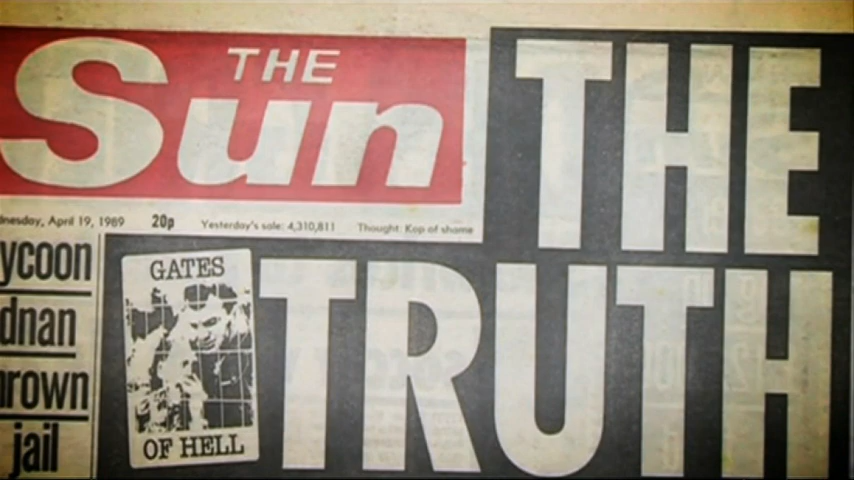 THE
Sun
THE
TRUTH
dnesday, April 19, 1989 20p Yesterday's sale: 4,310,811 Thought: Kop of shame
ycoon
dnan
rown
jail
GATES
OF HELL